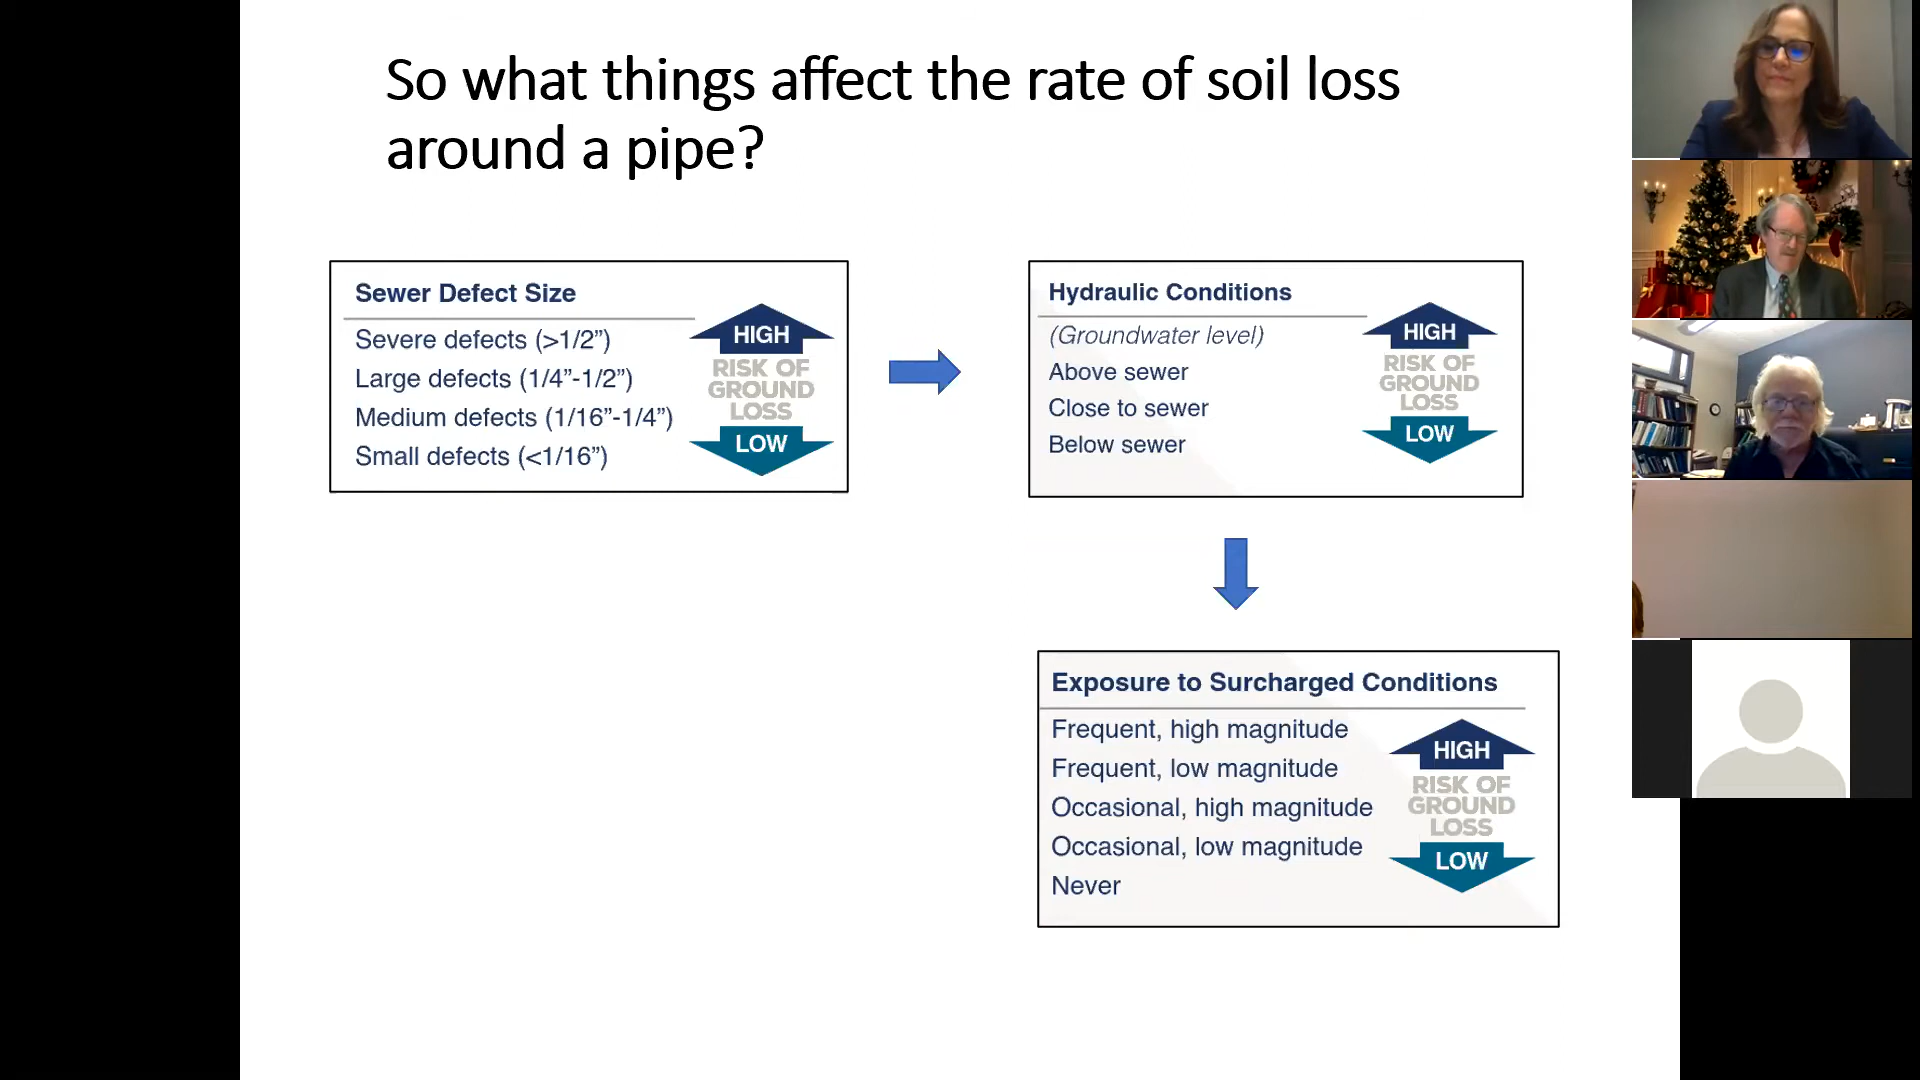 So what things affect the rate of soil loss
around a pipe?
Sewer Defect Size
Severe defects (>1/2”)
Large defects (1/4”-1/2”)
Medium defects (1/16”-1/4”)
Small defects (<1/16”)
HIGH
RISK OF
GROUND
LOSS
LOW
Hydraulic Conditions
(Groundwater level)
Above sewer
Close to sewer
Below sewer
HIGH
RISK OF
GROUND
LOSS
LOW
Exposure to Surcharged Conditions
Frequent, high magnitude
Frequent, low magnitude
Occasional, high magnitude
Occasional, low magnitude
Never
HIGH
RISK OF
GROUND
LOSS
LOW